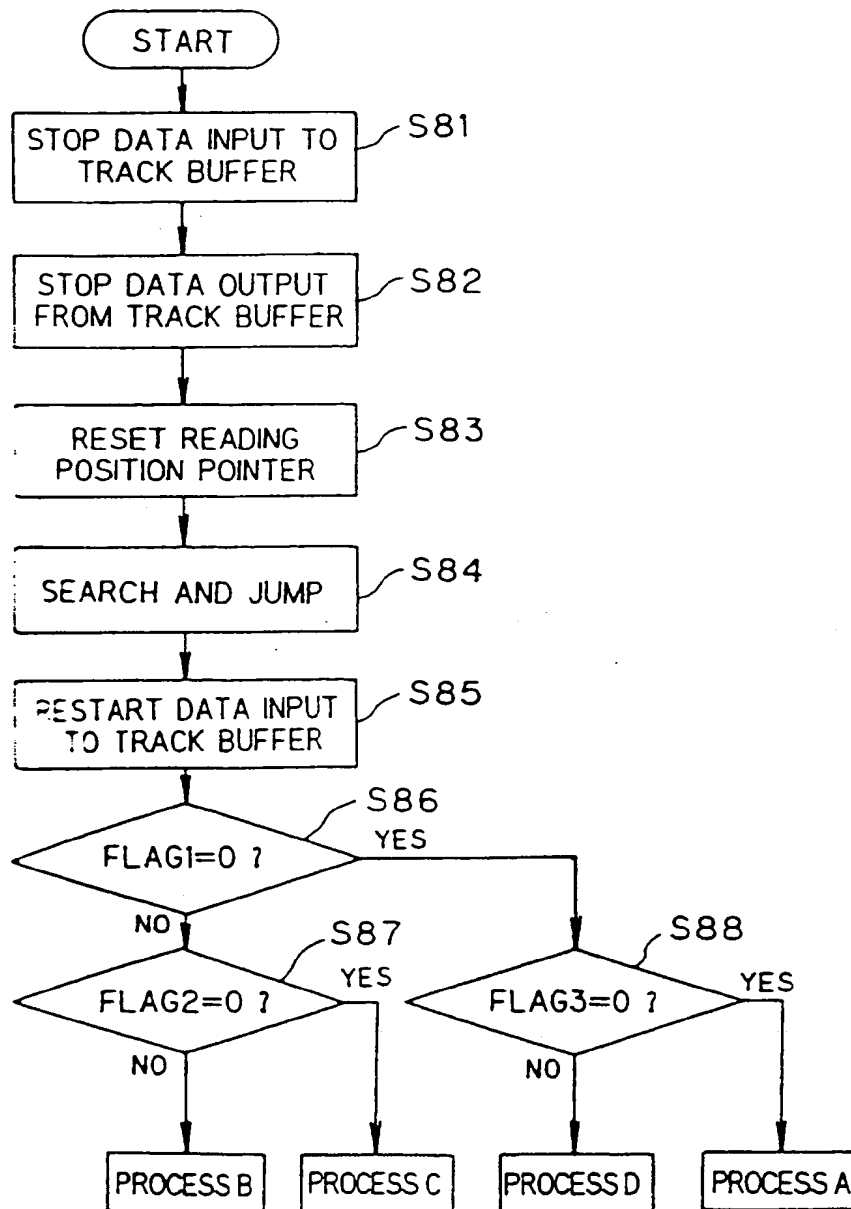 START
STOP DATA INPUT TO
TRACK BUFFER
S81
STOP DATA OUTPUT
FROM TRACK BUFFER
S82
RESET READING
POSITION POINTER
S83
SEARCH AND JUMP
S84
RESTART DATA INPUT
TO TRACK BUFFER
S85
FLAG1=0 ?
S86
YES
NO
FLAG2=0 ?
S87
YES
NO
FLAG3=0 ?
S88
YES
NO
PROCESS B
PROCESS C
PROCESS D
PROCESS A